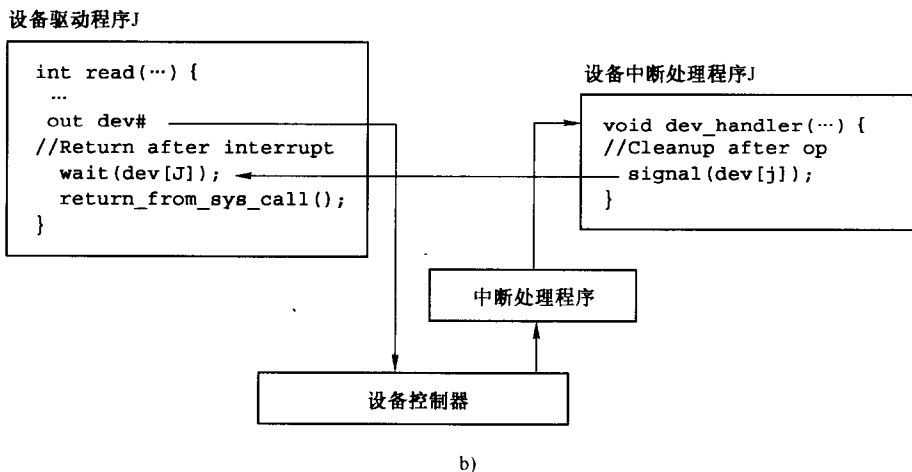 设备驱动程序J
int read(⋯) {
⋯
out dev#
//Return after interrupt
wait(dev[J]);
return_from_sys_call();
}
设备中断处理程序J
void dev_handler(⋯) {
//Cleanup after op
signal(dev[j]);
}
中断处理程序
设备控制器
b)